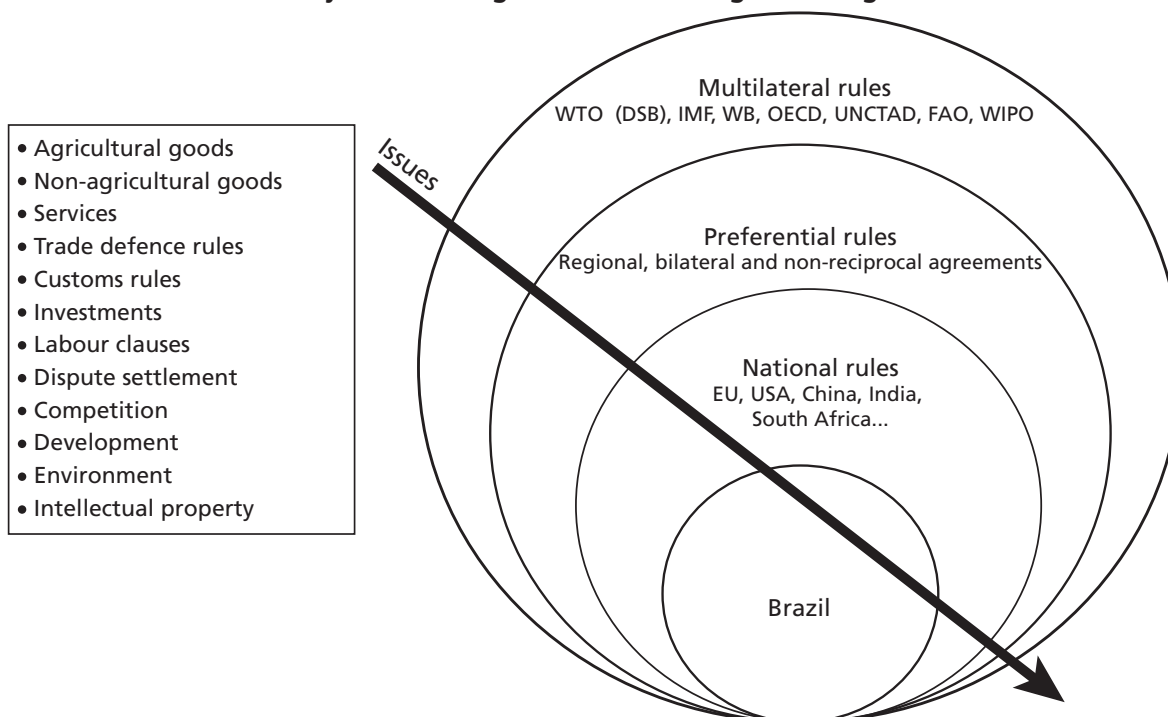 Multilateral rules
WTO (DSB), IMF, WB, OECD, UNCTAD, FAO, WIPO
• Agricultural goods
• Non-agricultural goods
• Services
• Trade defence rules
• Customs rules
• Investments
• Labour clauses
• Dispute settlement
• Competition
• Development
• Environment
• Intellectual property
Issues
Preferential rules
Regional, bilateral and non-reciprocal agreements
National rules
EU, USA, China, India,
South Africa...
Brazil